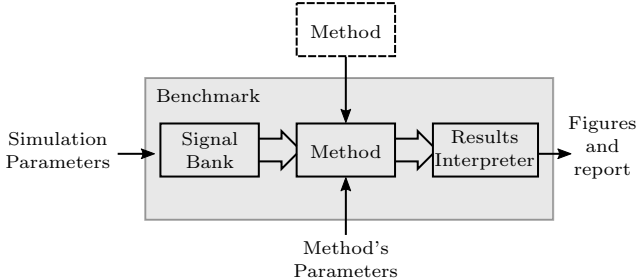 Method
Benchmark
Simulation
Parameters
Signal
Bank
Method
Results
Interpreter
Figures
and
report
Method's
Parameters